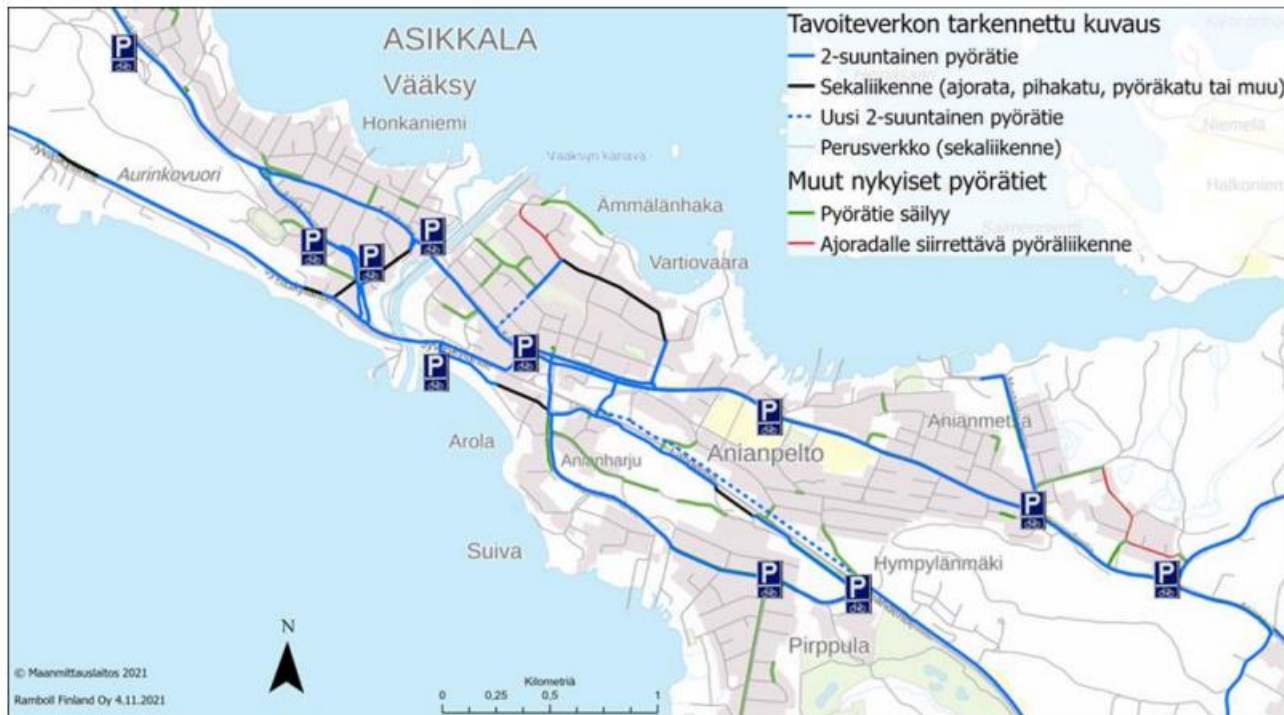 ASIKKALA
Vääksy
Honkaniemi
Vääksyn kanava
Aurinkovuori
Ämmälänhaka
Vartiovaara
Tavoiteverkon tarkennettu kuvaus
2-suuntainen pyörätie
Sekaliikenne (ajorata, pihakatu, pyöräkatu tai muu)
Uusi 2-suuntainen pyörätie
Perusverkko (sekaliikenne)
Muut nykyiset pyörätiet
Pyörätie säilyy
Ajoradalle siirrettävä pyöräliikenne
Niemelä
P
P
P
P
P
P
P
P
P
P
P
Arola
Anianharju
Anianpelto
Anianmetsä
Suiva
Hympylänmäki
Pirppula
N
Kilometriä
0 0,25 0,5 1
© Maanmittauslaitos 2021
Ramboll Finland Oy 4.11.2021